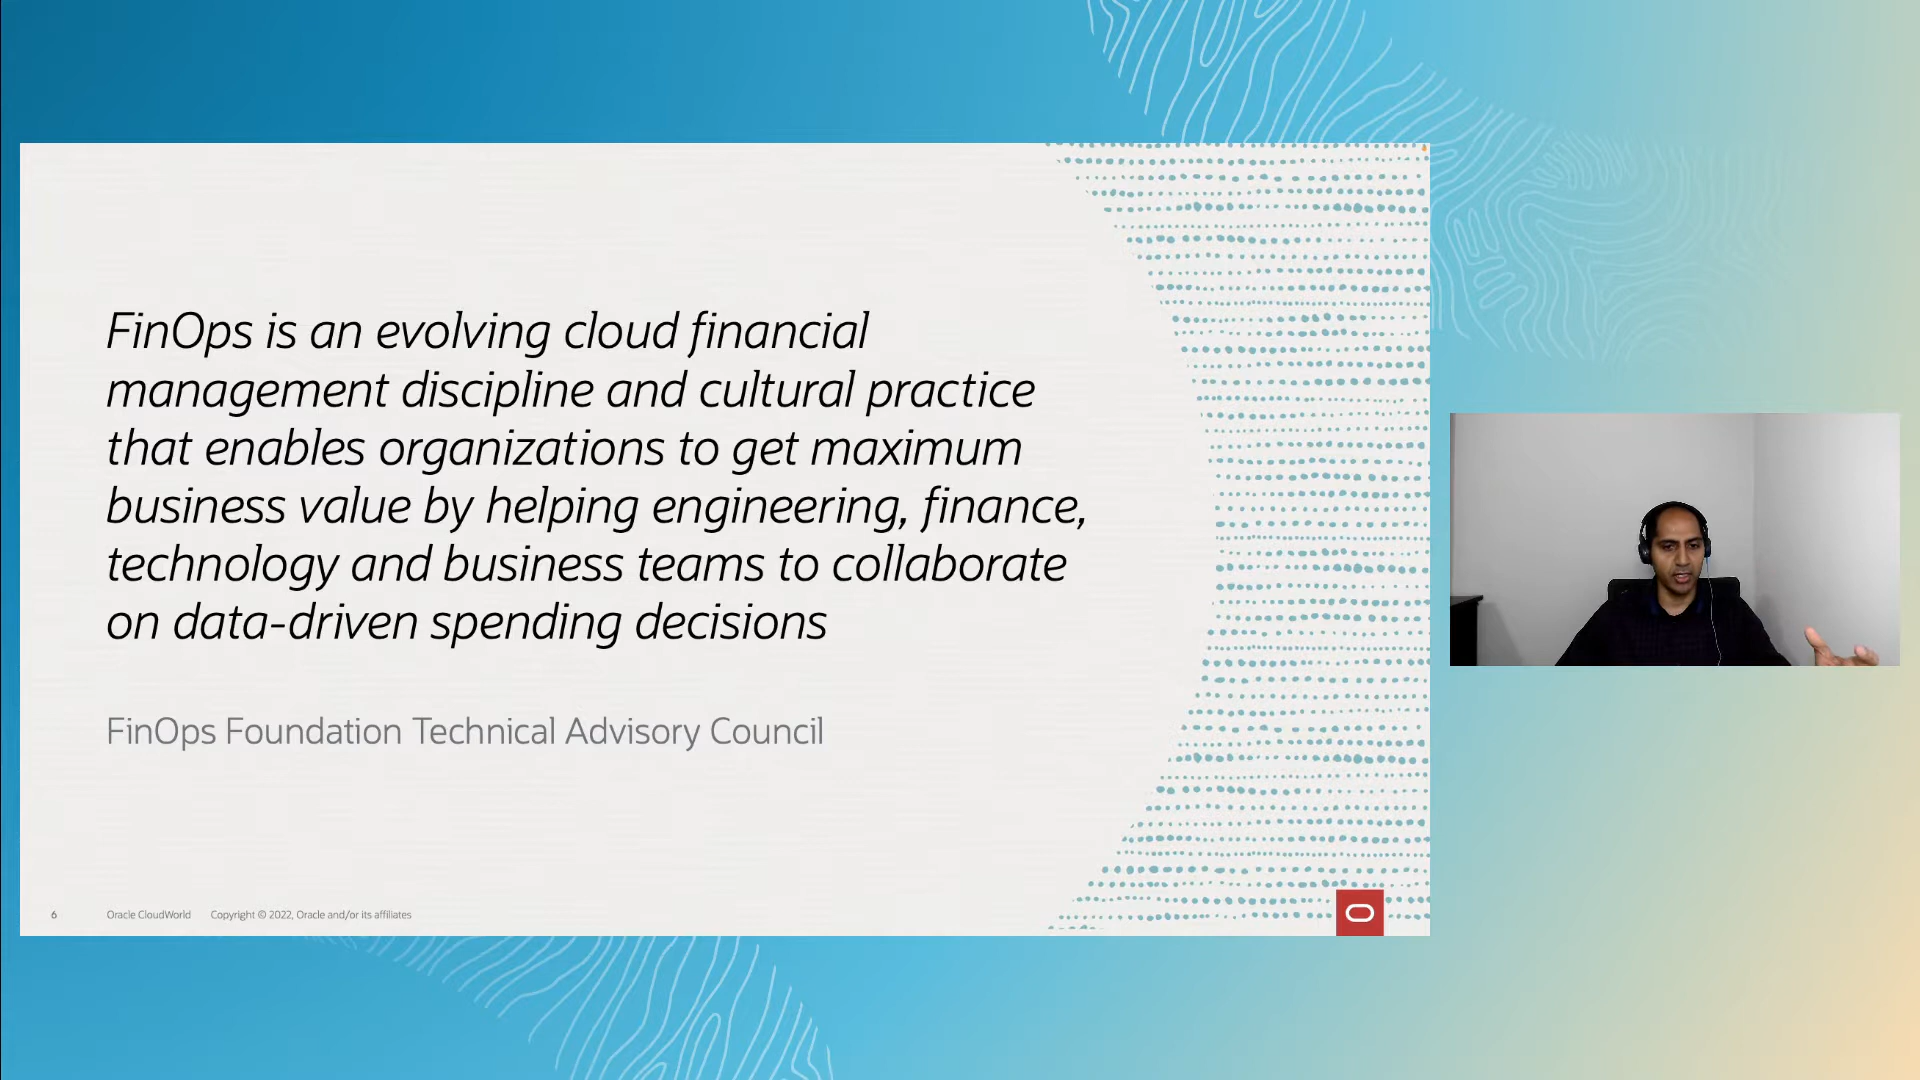 FinOps is an evolving cloud financial
management discipline and cultural practice
that enables organizations to get maximum
business value by helping engineering, finance,
technology and business teams to collaborate
on data-driven spending decisions
FinOps Foundation Technical Advisory Council
6 Oracle CloudWorld Copyright © 2022, Oracle and/or its affiliates